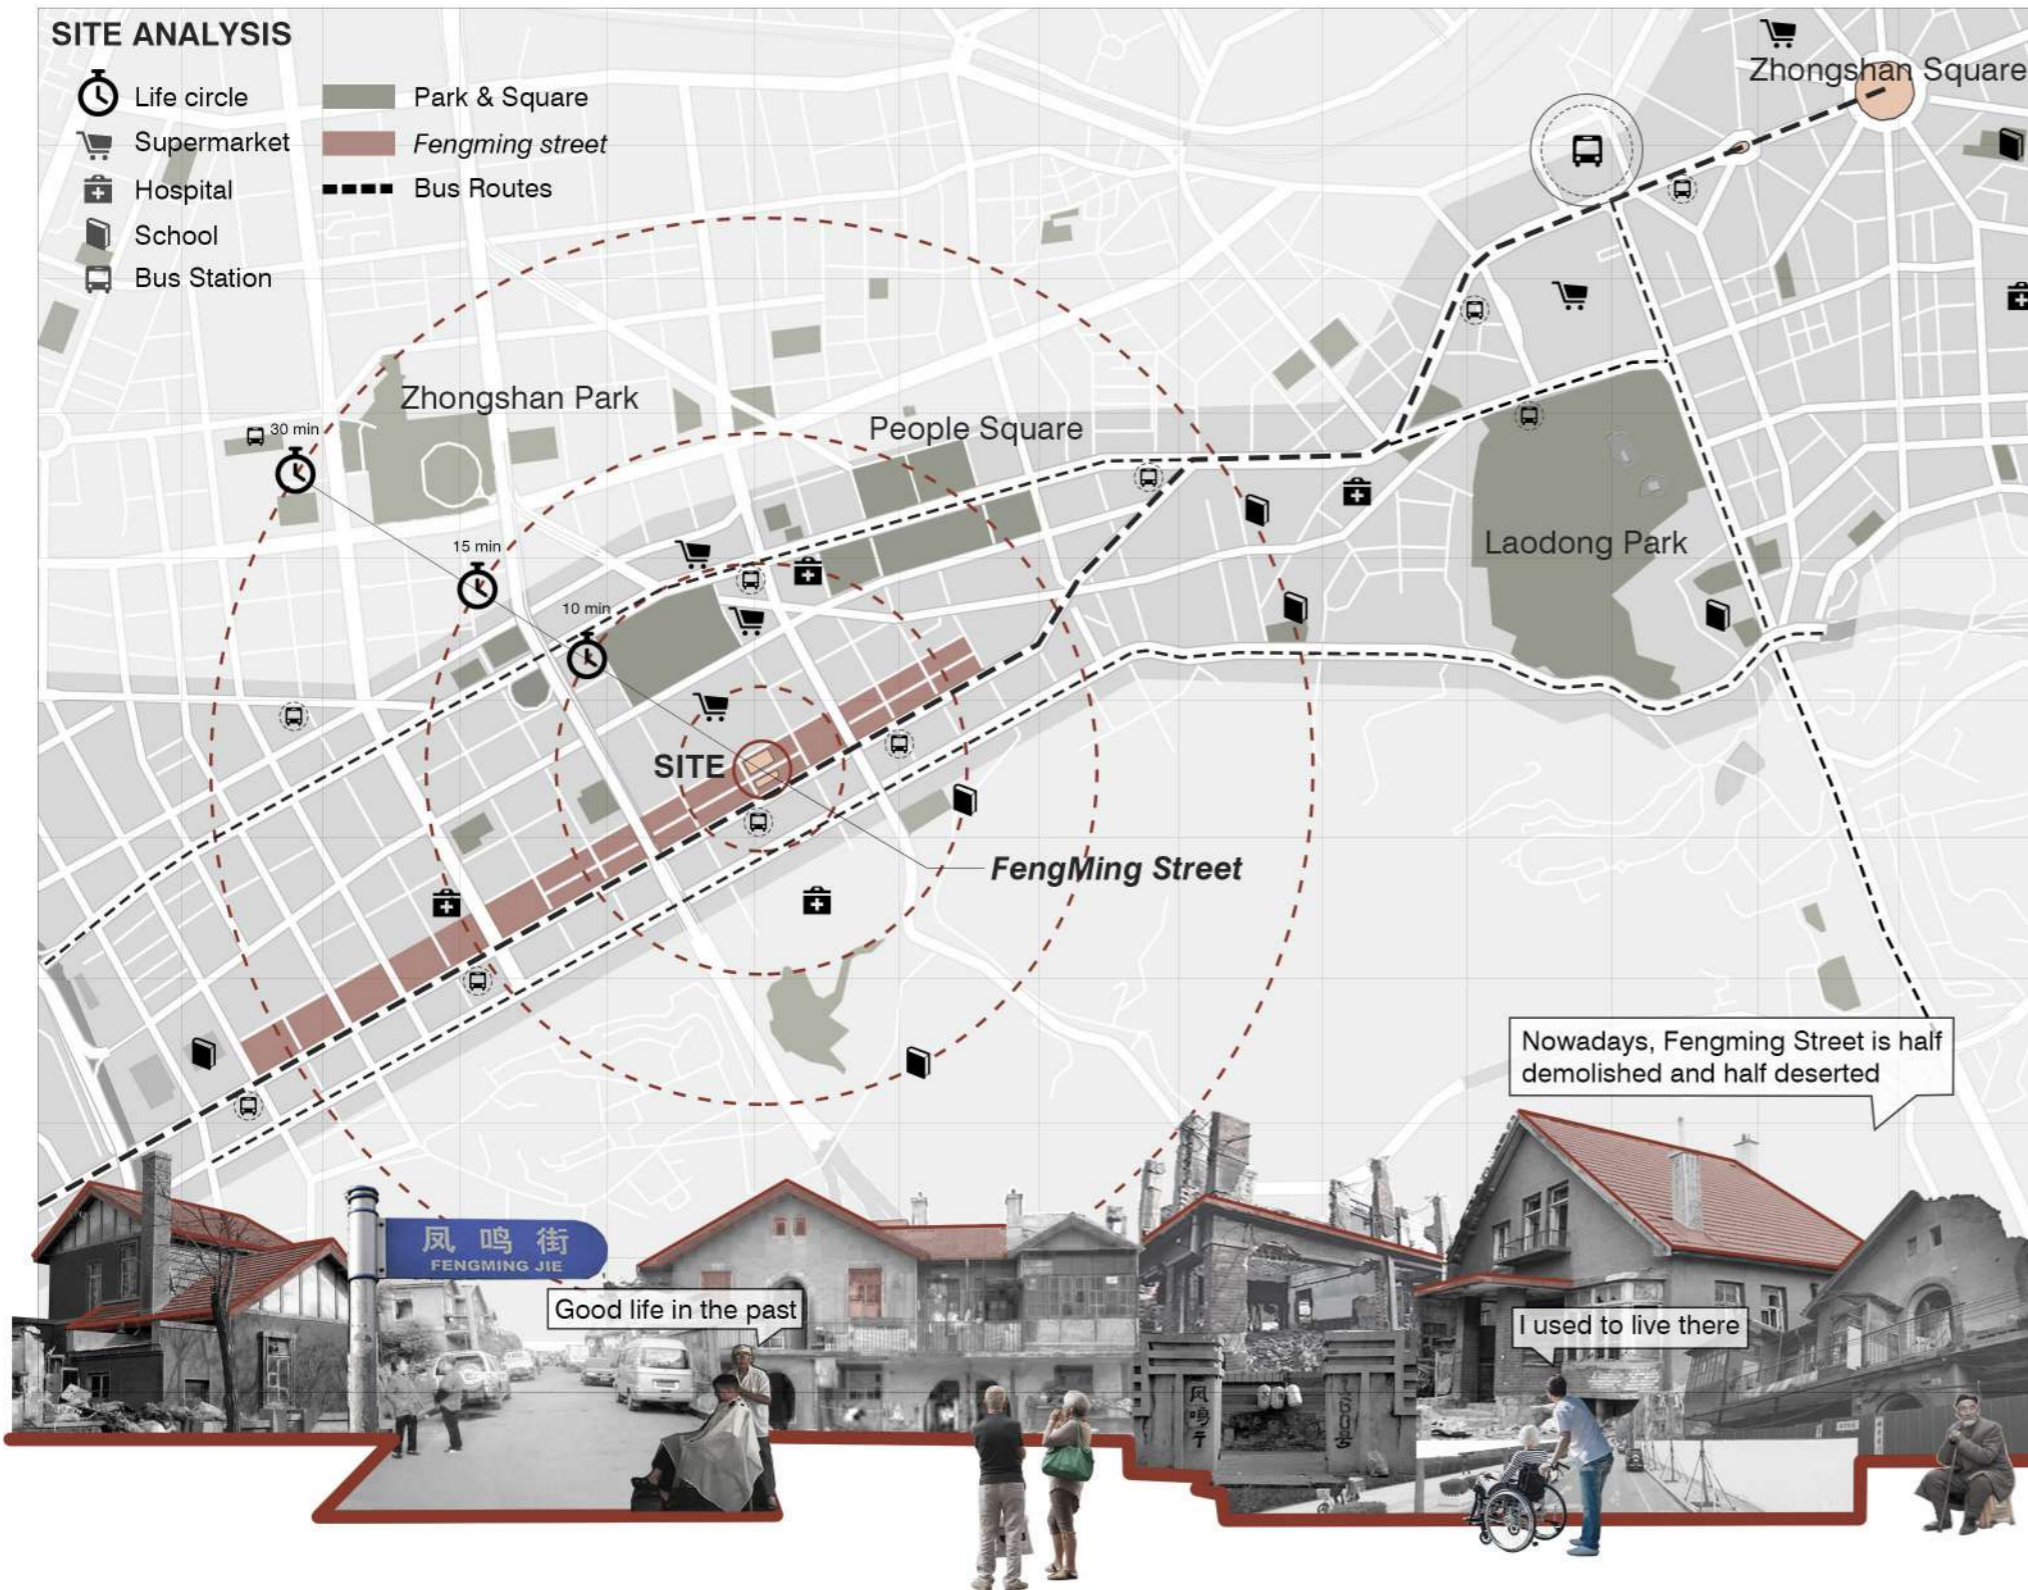 SITE ANALYSIS
Life circle
Park & Square
Supermarket
Fengming street
Hospital
Bus Routes
School
Bus Station
Zhongshan Square
Zhongshan Park
People Square
30 min
15 min
10 min
Laodong Park
SITE
FengMing Street
Nowadays, Fengming Street is half
demolished and half deserted
凤鸣街
FENGMING JIE
Good life in the past
I used to live there
凤鸣